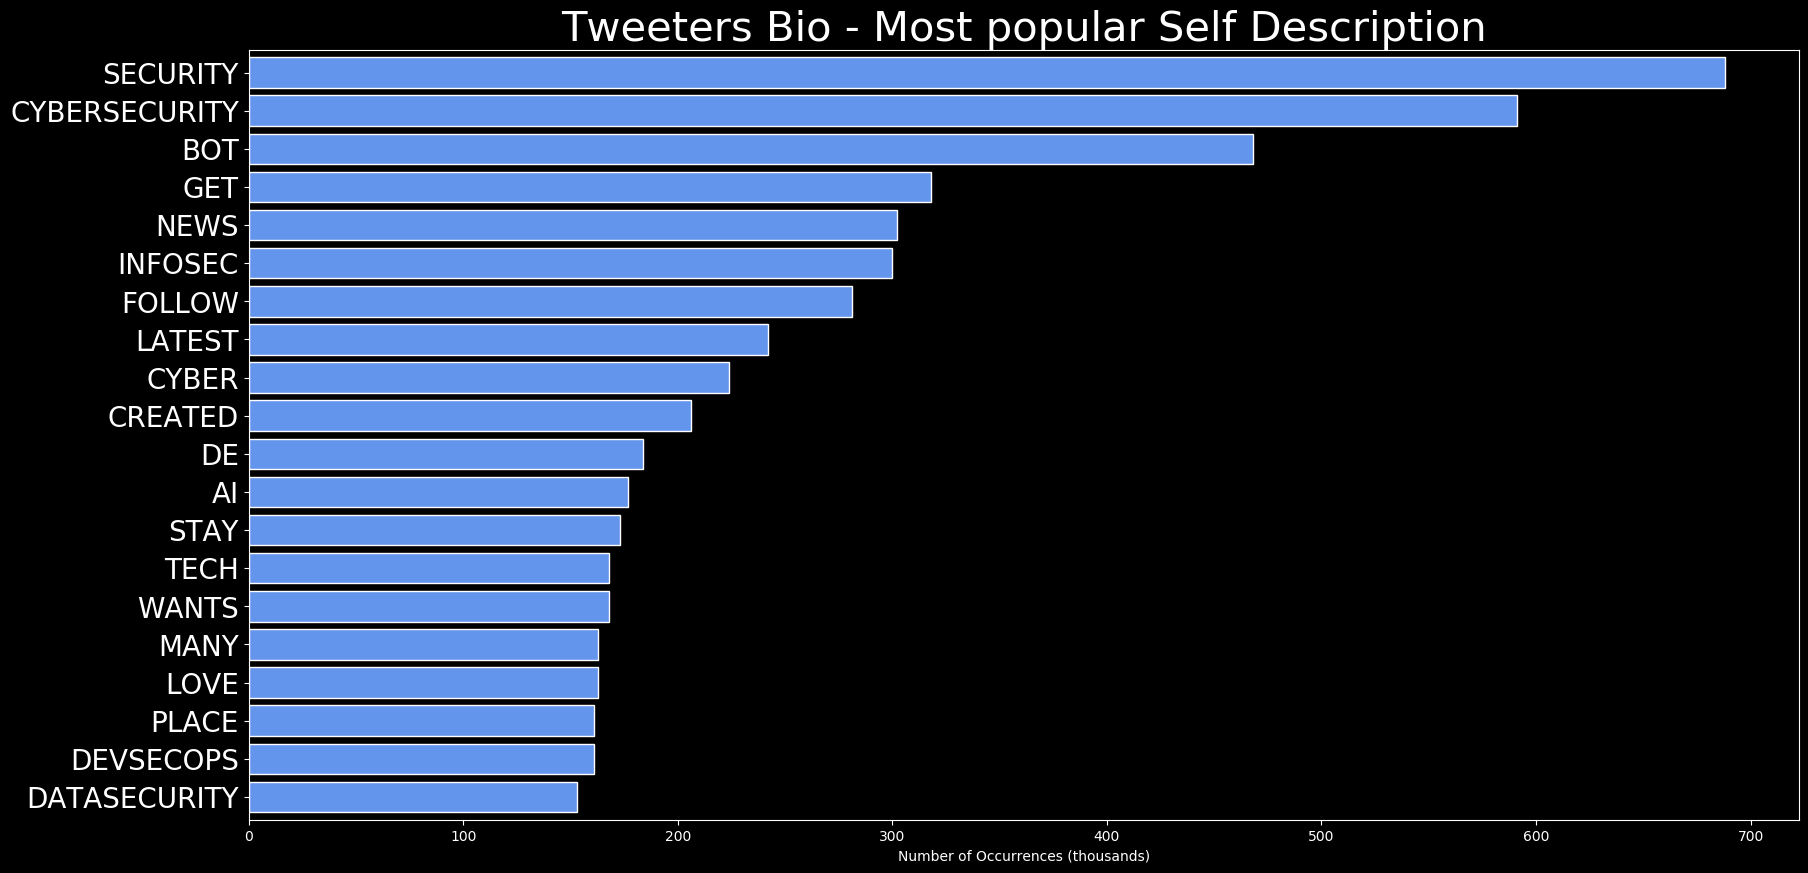 Tweeters Bio - Most popular Self Description
SECURITY
CYBERSECURITY
BOT
GET
NEWS
INFOSEC
FOLLOW
LATEST
CYBER
CREATED
DE
AI
STAY
TECH
WANTS
MANY
LOVE
PLACE
DEVSECOPS
DATASECURITY
0 100 200 300 400 500 600 700
Number of Occurrences (thousands)